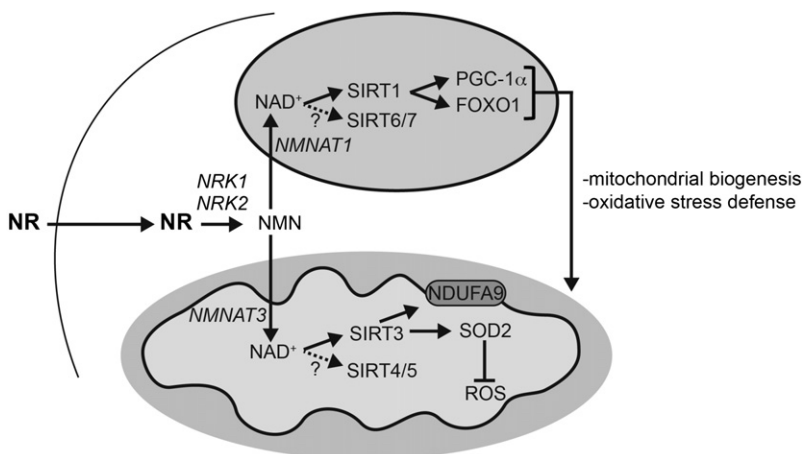 PGC-1α
SIRT1
NAD⁺
FOXO1
?
SIRT6/7
NMNAT1
NRK1
NRK2
-mitochondrial biogenesis
-oxidative stress defense
NR
NR
NMN
NDUFA9
NMNAT3
SIRT3
SOD2
NAD⁺
?
SIRT4/5
ROS